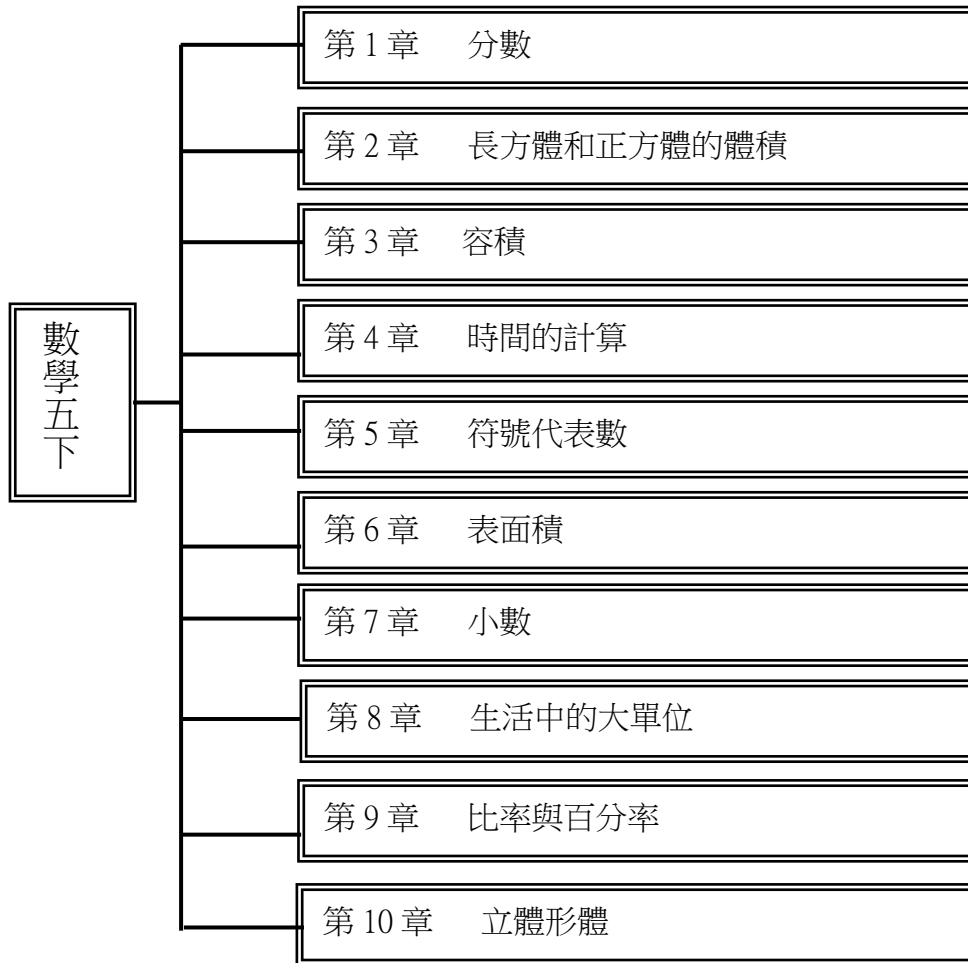 數學五下
第 1 章 分數
第 2 章 長方體和正方體的體積
第 3 章 容積
第 4 章 時間的計算
第 5 章 符號代表數
第 6 章 表面積
第 7 章 小數
第 8 章 生活中的大單位
第 9 章 比率與百分率
第 10 章 立體形體